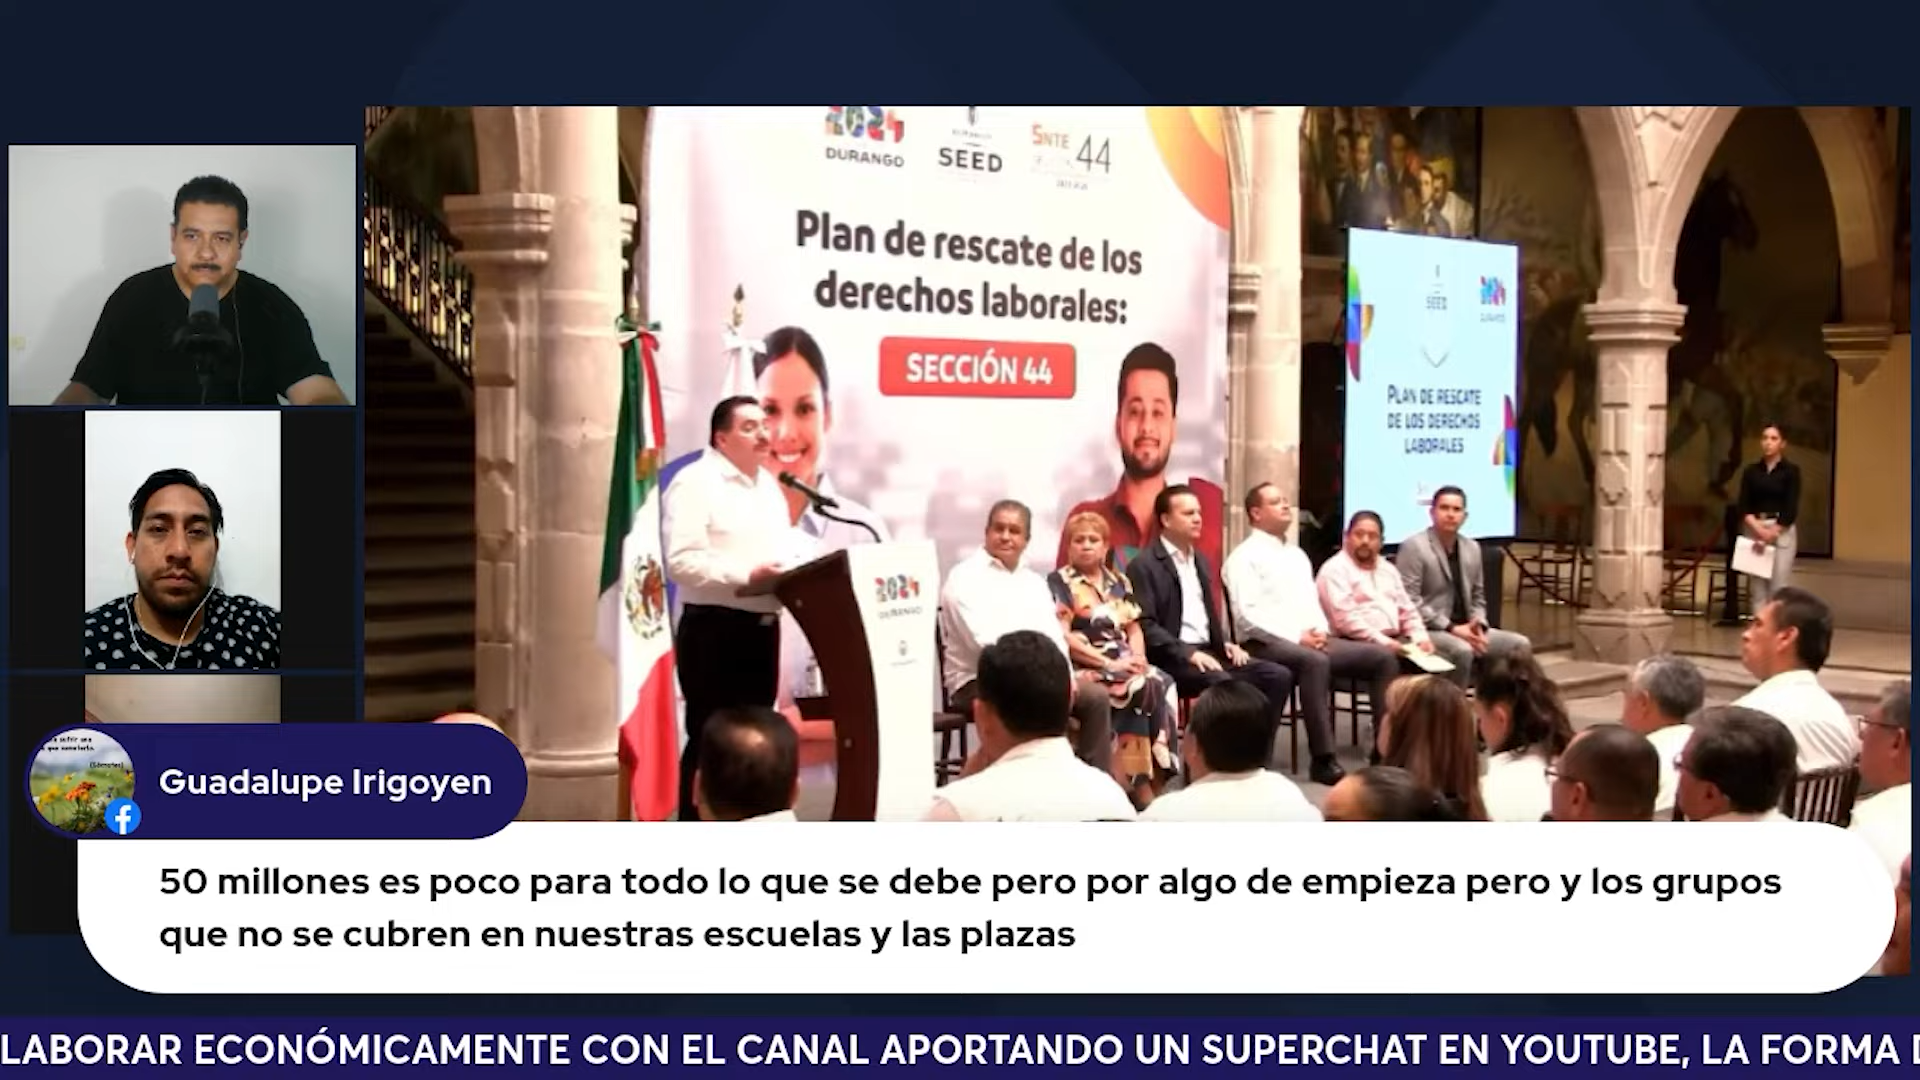 2024
DURANGO
SEED
SNTE 44
Plan de rescate de los
derechos laborales:
SECCIÓN 44
SEED
2024
PLAN DE RESCATE
DE LOS DERECHOS
LABORALES
2024
DURANGO
Guadalupe Irigoyen
50 millones es poco para todo lo que se debe pero por algo de empieza pero y los grupos
que no se cubren en nuestras escuelas y las plazas
LABORAR ECONÓMICAMENTE CON EL CANAL APORTANDO UN SUPERCHAT EN YOUTUBE, LA FORMA